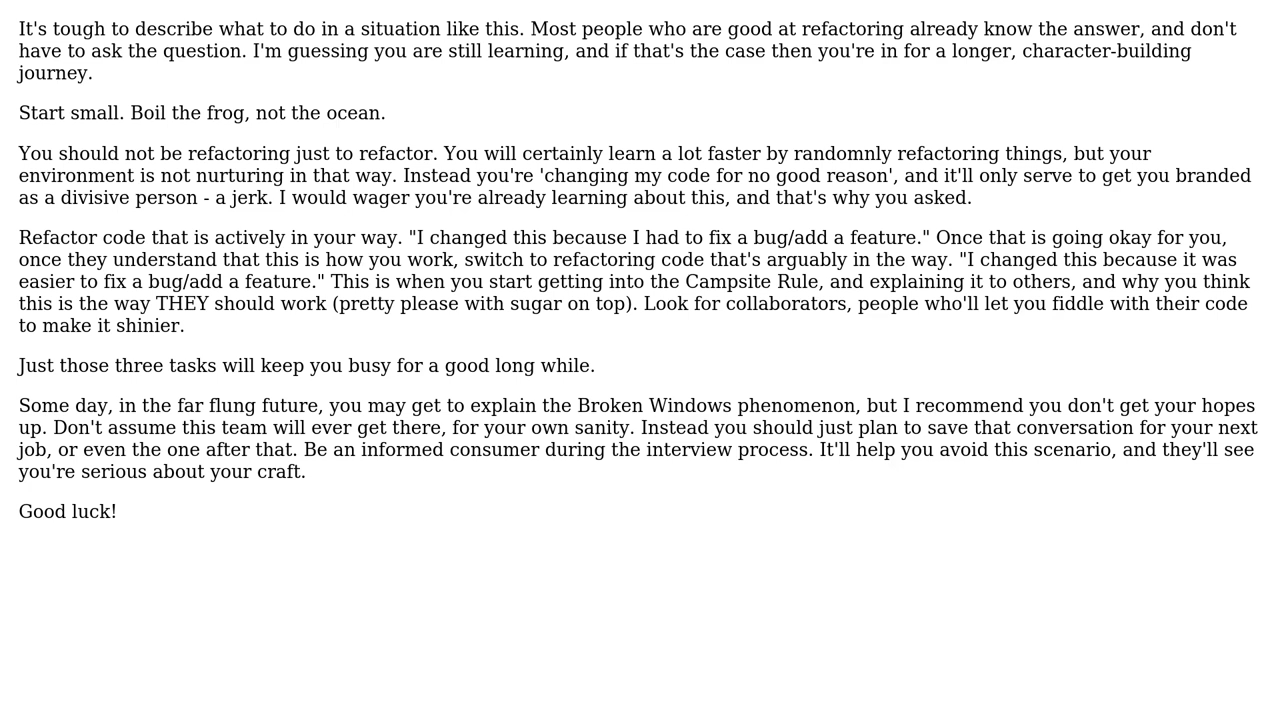 It's tough to describe what to do in a situation like this. Most people who are good at refactoring already know the answer, and don't
have to ask the question. I'm guessing you are still learning, and if that's the case then you're in for a longer, character-building
journey.
Start small. Boil the frog, not the ocean.
You should not be refactoring just to refactor. You will certainly learn a lot faster by randomnly refactoring things, but your
environment is not nurturing in that way. Instead you're 'changing my code for no good reason', and it'll only serve to get you branded
as a divisive person - a jerk. I would wager you're already learning about this, and that's why you asked.
Refactor code that is actively in your way. "I changed this because I had to fix a bug/add a feature." Once that is going okay for you,
once they understand that this is how you work, switch to refactoring code that's arguably in the way. "I changed this because it was
easier to fix a bug/add a feature." This is when you start getting into the Campsite Rule, and explaining it to others, and why you think
this is the way THEY should work (pretty please with sugar on top). Look for collaborators, people who'll let you fiddle with their code
to make it shinier.
Just those three tasks will keep you busy for a good long while.
Some day, in the far flung future, you may get to explain the Broken Windows phenomenon, but I recommend you don't get your hopes
up. Don't assume this team will ever get there, for your own sanity. Instead you should just plan to save that conversation for your next
job, or even the one after that. Be an informed consumer during the interview process. It'll help you avoid this scenario, and they'll see
you're serious about your craft.
Good luck!